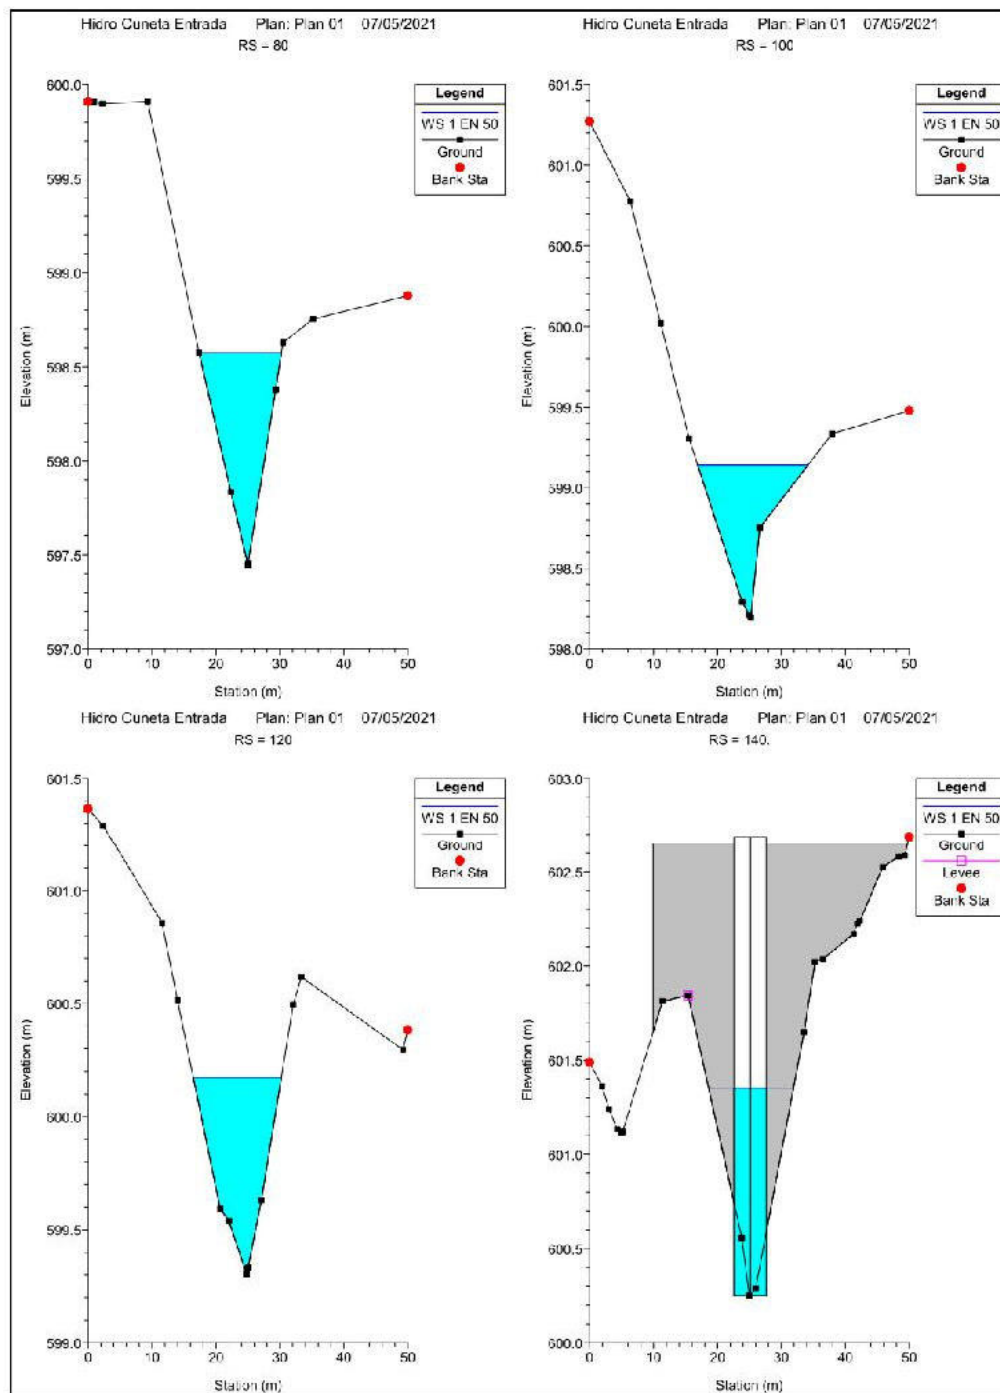 Hidro Cuneta Entrada Plan: Plan 01 07/05/2021
RS = 80
600.0
599.5
599.0
598.5
598.0
597.5
597.0
0 10 20 30 40 50
Elevation (m)
Station (m)
Legend
WS 1 EN 50
Ground
Bank Sta
Hidro Cuneta Entrada Plan: Plan 01 07/05/2021
RS = 100
601.5
601.0
600.5
600.0
599.5
599.0
598.5
598.0
0 10 20 30 40 50
Elevation (m)
Station (m)
Legend
WS 1 EN 50
Ground
Bank Sta
Hidro Cuneta Entrada Plan: Plan 01 07/05/2021
RS = 120
601.5
601.0
600.5
600.0
599.5
599.0
0 10 20 30 40 50
Elevation (m)
Station (m)
Legend
WS 1 EN 50
Ground
Bank Sta
Hidro Cuneta Entrada Plan: Plan 01 07/05/2021
RS = 140.
603.0
602.5
602.0
601.5
601.0
600.5
600.0
0 10 20 30 40 50
Elevation (m)
Station (m)
Legend
WS 1 EN 50
Ground
Levee
Bank Sta